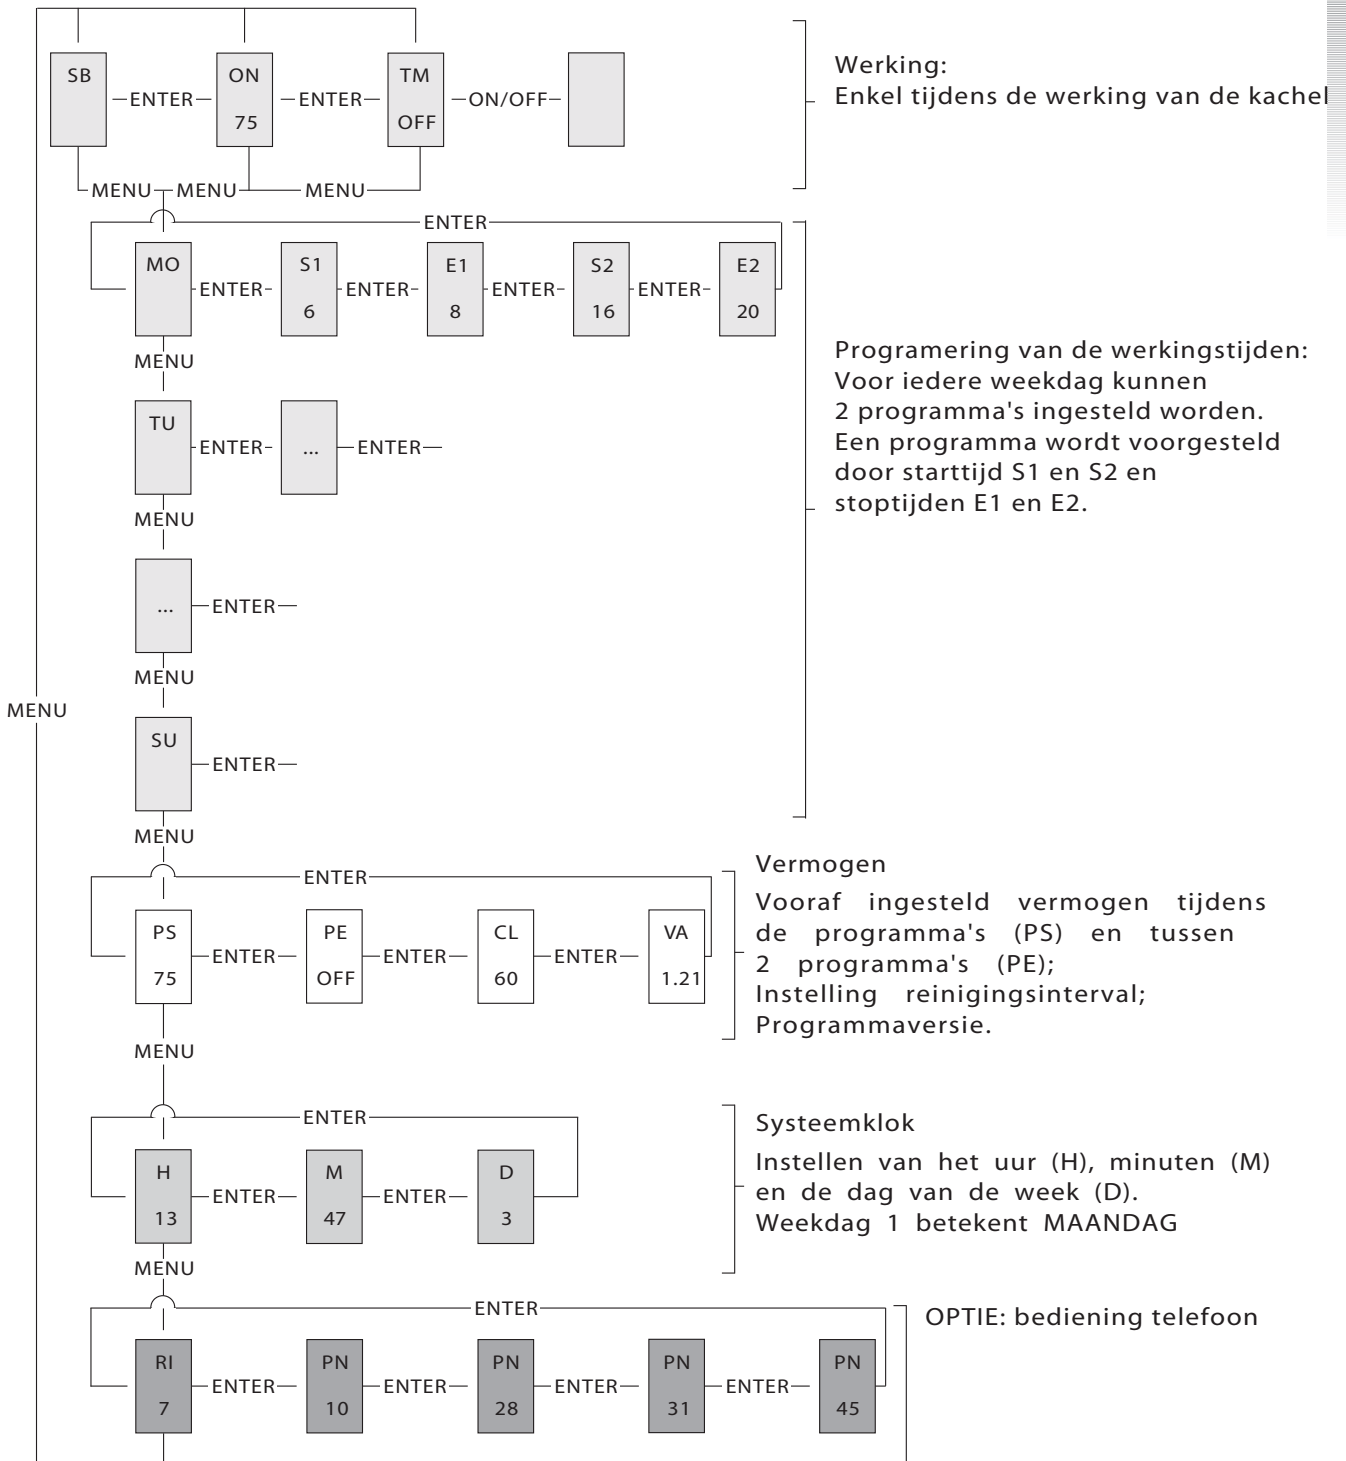 SB
ENTER
ON
75
ENTER
TM
OFF
ON/OFF
Werking:
Enkel tijdens de werking van de kachel
MENU MENU MENU
ENTER
MO
ENTER
S1
6
ENTER
E1
8
ENTER
S2
16
ENTER
E2
20
MENU
Programering van de werkingstijden:
Voor iedere weekdag kunnen
2 programma's ingesteld worden.
Een programma wordt voorgesteld
door starttijd S1 en S2 en
stoptijden E1 en E2.
TU
ENTER
...
ENTER
MENU
...
ENTER
MENU
MENU
SU
ENTER
MENU
ENTER
PS
75
ENTER
PE
OFF
ENTER
CL
60
ENTER
VA
1.21
Vermogen
Vooraf ingesteld vermogen tijdens
de programma's (PS) en tussen
2 programma's (PE);
Instelling reinigingsinterval;
Programmaversie.
MENU
ENTER
H
13
ENTER
M
47
ENTER
D
3
Systeemklok
Instellen van het uur (H), minuten (M)
en de dag van de week (D).
Weekdag 1 betekent MAANDAG
MENU
ENTER
OPTIE: bediening telefoon
RI
7
ENTER
PN
10
ENTER
PN
28
ENTER
PN
31
ENTER
PN
45